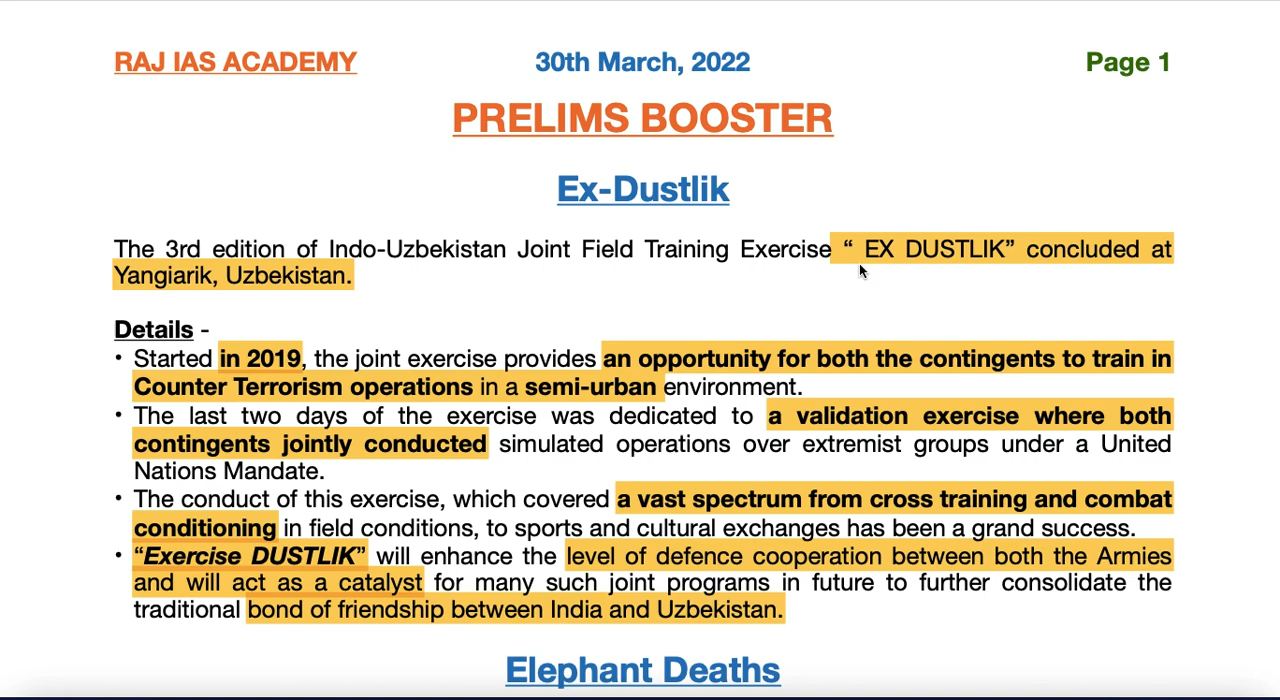 RAJ IAS ACADEMY 30th March, 2022 Page 1
PRELIMS BOOSTER
Ex-Dustlik
The 3rd edition of Indo-Uzbekistan Joint Field Training Exercise “ EX DUSTLIK” concluded at
Yangiarik, Uzbekistan.
Details -
• Started in 2019, the joint exercise provides an opportunity for both the contingents to train in
Counter Terrorism operations in a semi-urban environment.
• The last two days of the exercise was dedicated to a validation exercise where both
contingents jointly conducted simulated operations over extremist groups under a United
Nations Mandate.
• The conduct of this exercise, which covered a vast spectrum from cross training and combat
conditioning in field conditions, to sports and cultural exchanges has been a grand success.
• “Exercise DUSTLIK” will enhance the level of defence cooperation between both the Armies
and will act as a catalyst for many such joint programs in future to further consolidate the
traditional bond of friendship between India and Uzbekistan.
Elephant Deaths